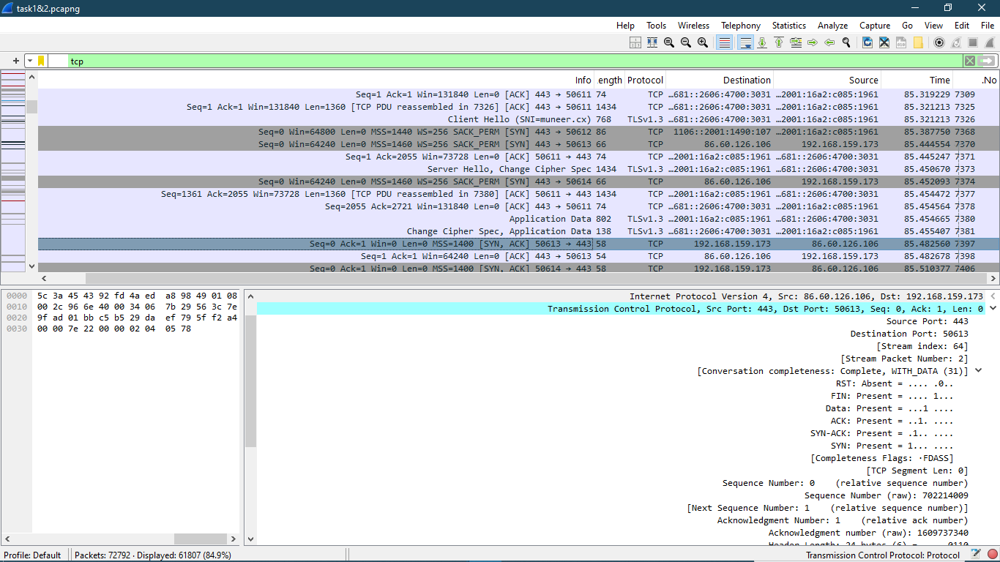 task1&2.pcapng
Help Tools Wireless Telephony Statistics Analyze Capture Go View Edit File
+ tcp
Info ength Protocol Destination Source Time .No
Seq=1 Ack=1 Win=131840 Len=0 [ACK] 443 → 50611 74 TCP …681::2606:4700:3031 …2001:16a2:c085:1961 85.319229 7309
Seq=1 Ack=1 Win=131840 Len=1360 [TCP PDU reassembled in 7326] [ACK] 443 → 50611 1434 TCP …681::2606:4700:3031 …2001:16a2:c085:1961 85.321213 7325
Client Hello (SNI=muneer.cx) 768 TLSv1.3 …681::2606:4700:3031 …2001:16a2:c085:1961 85.321213 7326
Seq=0 Win=64800 Len=0 MSS=1440 WS=256 SACK_PERM [SYN] 443 → 50612 86 TCP 1106::2001:1490:107 …2001:16a2:c085:1961 85.387750 7368
Seq=0 Win=64240 Len=0 MSS=1460 WS=256 SACK_PERM [SYN] 443 → 50613 66 TCP 86.60.126.106 192.168.159.173 85.444554 7370
Seq=1 Ack=2055 Win=73728 Len=0 [ACK] 50611 → 443 74 TCP …2001:16a2:c085:1961 …681::2606:4700:3031 85.445247 7371
Server Hello, Change Cipher Spec 1434 TLSv1.3 …2001:16a2:c085:1961 …681::2606:4700:3031 85.450670 7373
Seq=0 Win=64240 Len=0 MSS=1460 WS=256 SACK_PERM [SYN] 443 → 50614 66 TCP 86.60.126.106 192.168.159.173 85.452093 7374
Seq=1361 Ack=2055 Win=73728 Len=1360 [TCP PDU reassembled in 7380] [ACK] 50611 → 443 1434 TCP …2001:16a2:c085:1961 …681::2606:4700:3031 85.454472 7377
Seq=2055 Ack=2721 Win=131840 Len=0 [ACK] 443 → 50611 74 TCP …681::2606:4700:3031 …2001:16a2:c085:1961 85.454564 7378
Application Data 802 TLSv1.3 …2001:16a2:c085:1961 …681::2606:4700:3031 85.454665 7380
Change Cipher Spec, Application Data 138 TLSv1.3 …681::2606:4700:3031 …2001:16a2:c085:1961 85.455407 7381
Seq=0 Ack=1 Win=0 Len=0 MSS=1400 [SYN, ACK] 50613 → 443 58 TCP 192.168.159.173 86.60.126.106 85.482560 7397
Seq=1 Ack=1 Win=64240 Len=0 [ACK] 443 → 50613 54 TCP 86.60.126.106 192.168.159.173 85.482678 7398
Seq=0 Ack=1 Win=0 Len=0 MSS=1400 [SYN, ACK] 50614 → 443 58 TCP 192.168.159.173 86.60.126.106 85.510377 7406
0000 5c 3a 45 43 92 fd 4a ed a8 98 49 01 08
0010 00 2c 96 6e 40 00 34 06 7b 29 56 3c 7e
0020 9f ad 01 bb c5 b5 29 da ef 79 5f f2 a4
0030 00 00 7e 22 00 00 02 04 05 78
Internet Protocol Version 4, Src: 86.60.126.106, Dst: 192.168.159.173
Transmission Control Protocol, Src Port: 443, Dst Port: 50613, Seq: 0, Ack: 1, Len: 0
Source Port: 443
Destination Port: 50613
[Stream index: 64]
[Stream Packet Number: 2]
[Conversation completeness: Complete, WITH_DATA (31)]
RST: Absent = .... .0..
FIN: Present = .... 1...
Data: Present = ...1 ....
ACK: Present = ..1. ....
SYN-ACK: Present = .1.. ....
SYN: Present = 1... ....
[Completeness Flags: ·FDASS]
[TCP Segment Len: 0]
Sequence Number: 0 (relative sequence number)
Sequence Number (raw): 702214009
[Next Sequence Number: 1 (relative sequence number)]
Acknowledgment Number: 1 (relative ack number)
Acknowledgment number (raw): 1609737340
Header Length: 24 bytes (6) = .... 0110
Profile: Default Packets: 72792 · Displayed: 61807 (84.9%) Transmission Control Protocol: Protocol